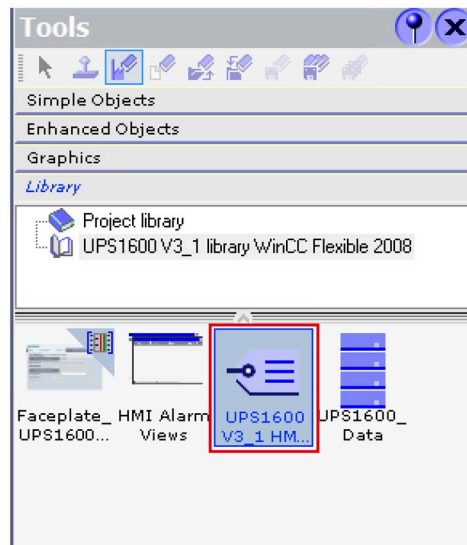 Tools
Simple Objects
Enhanced Objects
Graphics
Library
Project library
UPS1600 V3_1 library WinCC Flexible 2008
Faceplate_
UPS1600...
HMI Alarm
Views
UPS1600
V3_1 HM...
UPS1600_
Data